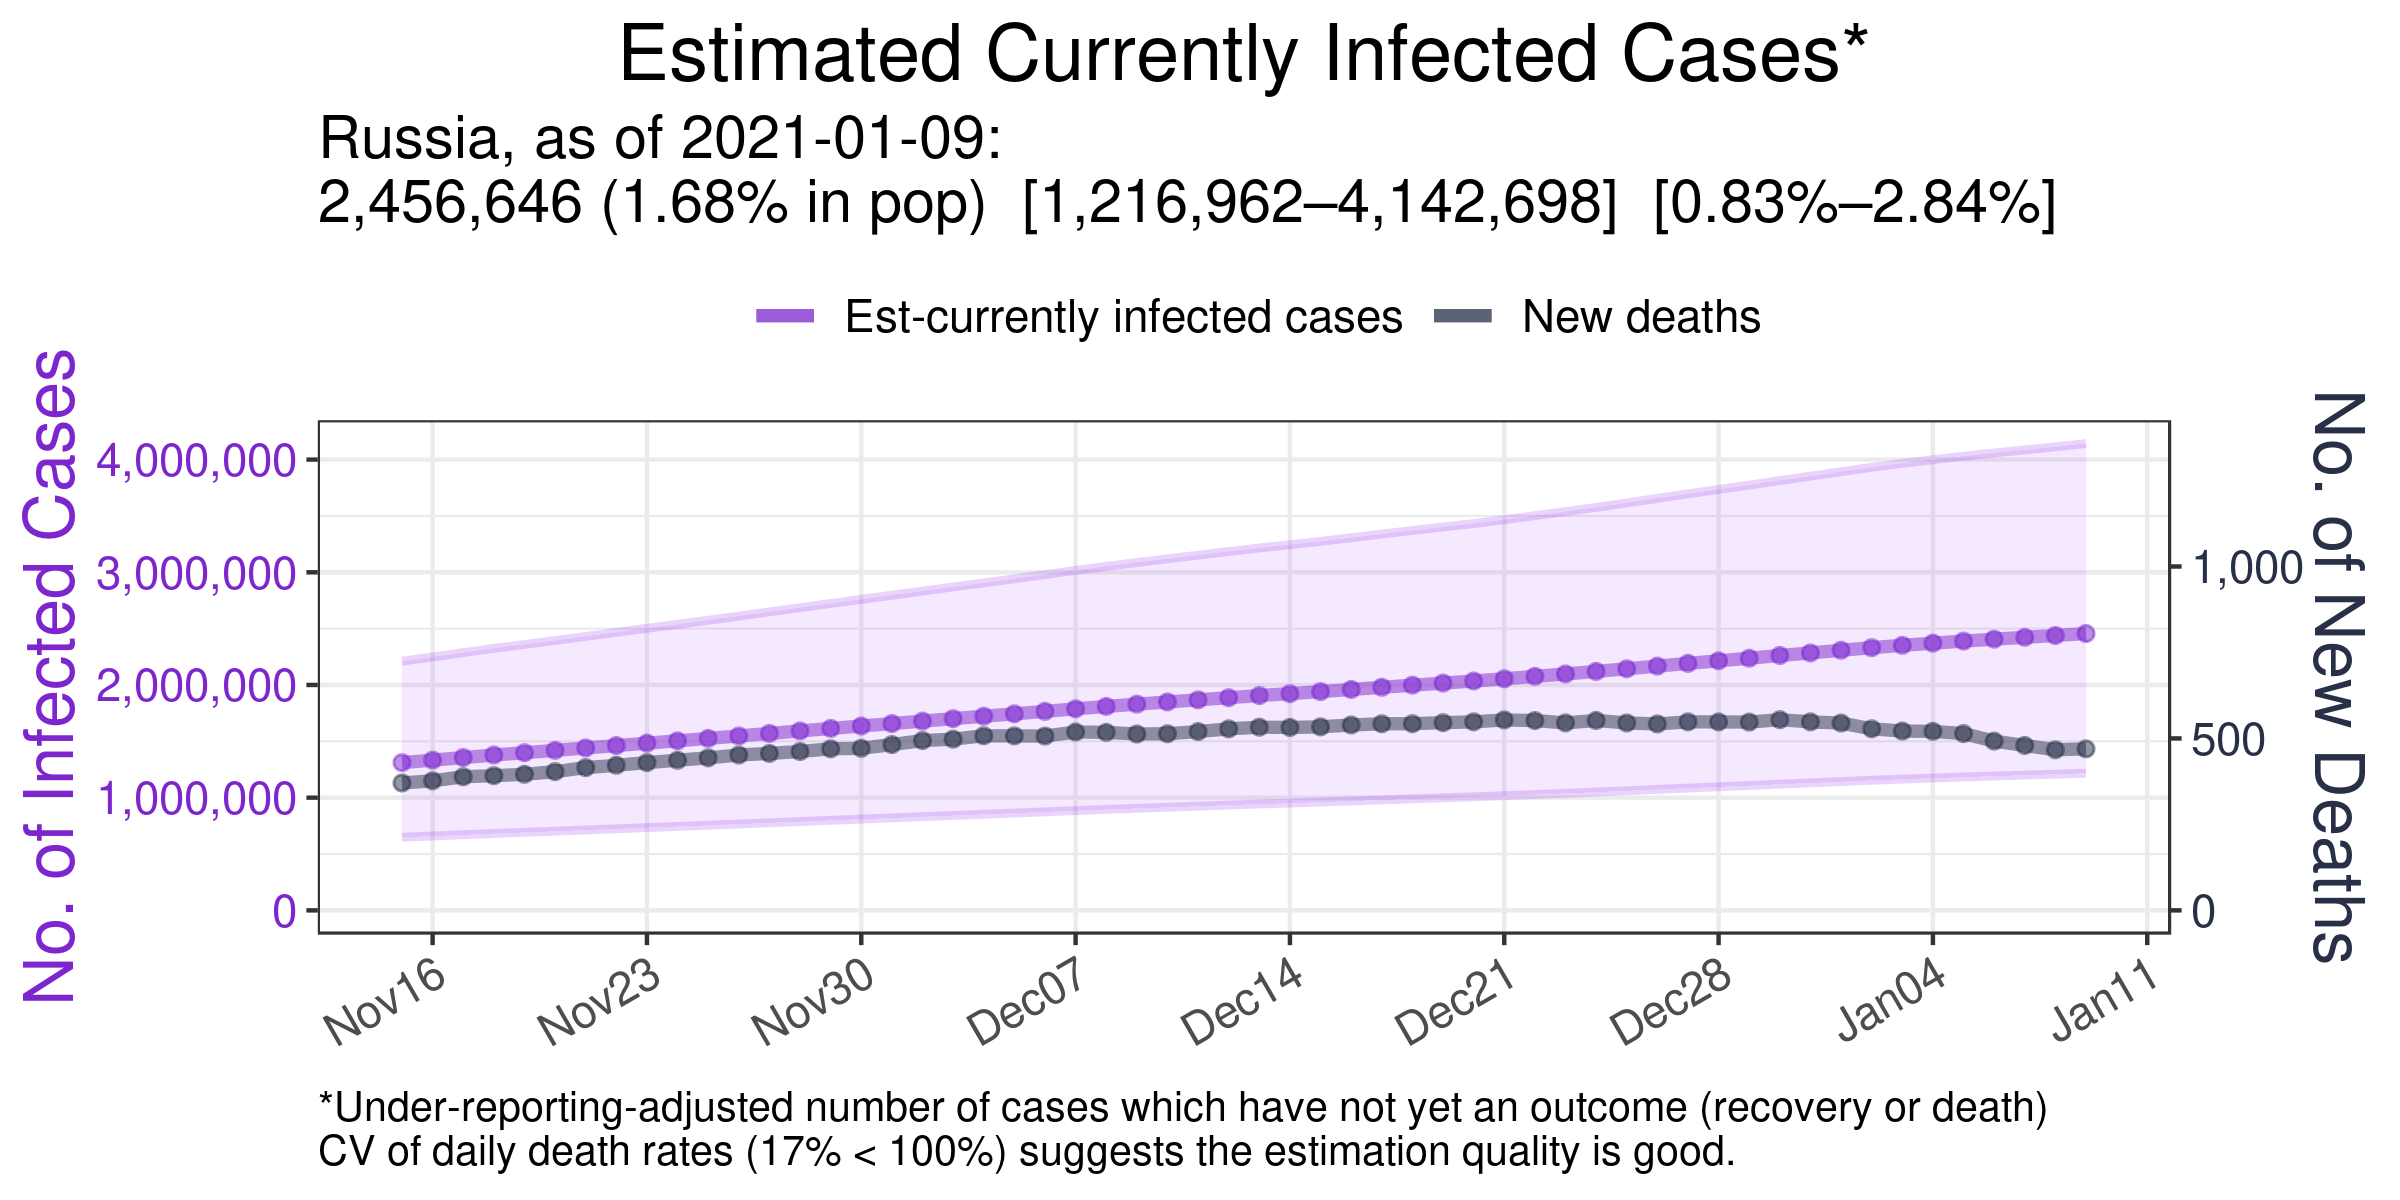 Estimated Currently Infected Cases*
Russia, as of 2021-01-09:
2,456,646 (1.68% in pop)  [1,216,962–4,142,698]  [0.83%–2.84%]
Est-currently infected cases
New deaths
No. of Infected Cases
4,000,000
3,000,000
2,000,000
1,000,000
0
1,000
500
0
No. of New Deaths
Nov16
Nov23
Nov30
Dec07
Dec14
Dec21
Dec28
Jan04
Jan11
*Under-reporting-adjusted number of cases which have not yet an outcome (recovery or death)
CV of daily death rates (17% < 100%) suggests the estimation quality is good.